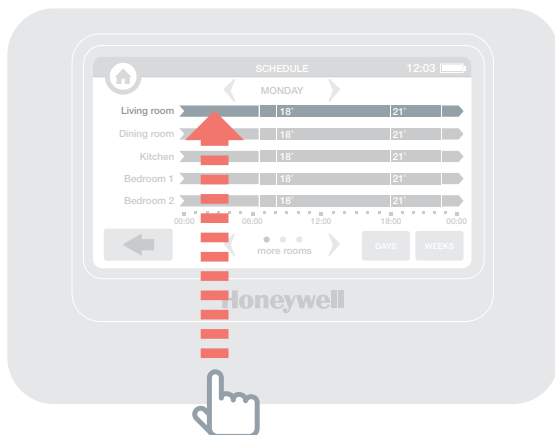 SCHEDULE 12:03
MONDAY
Living room 18° 21°
Dining room 18° 21°
Kitchen 18° 21°
Bedroom 1 18° 21°
Bedroom 2 18° 21°
00:00 06:00 12:00 18:00 00:00
more rooms DAYS WEEKS
Honeywell